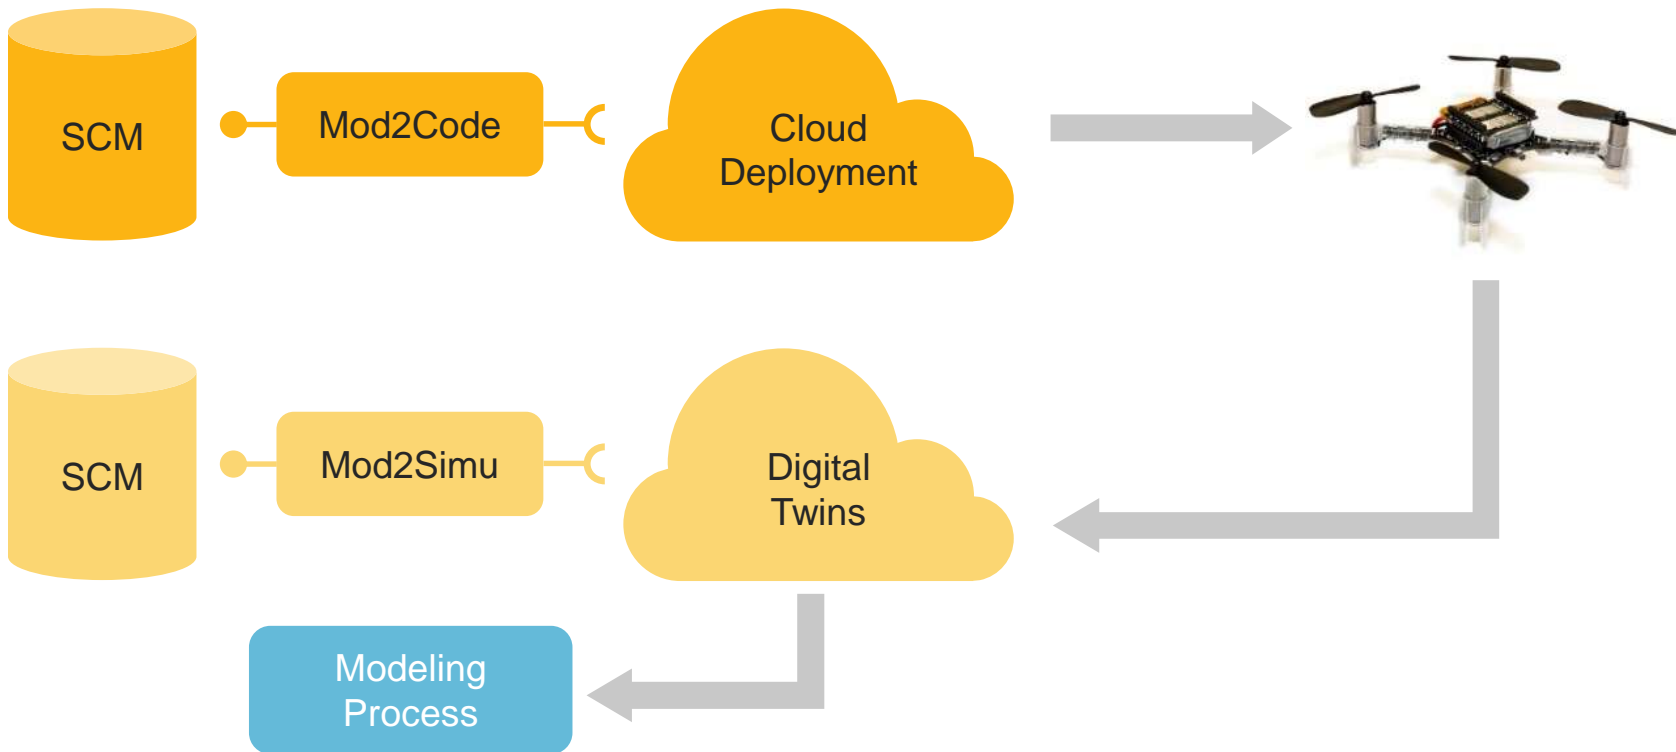 SCM
Mod2Code
Cloud
Deployment
SCM
Mod2Simu
Digital
Twins
Modeling
Process